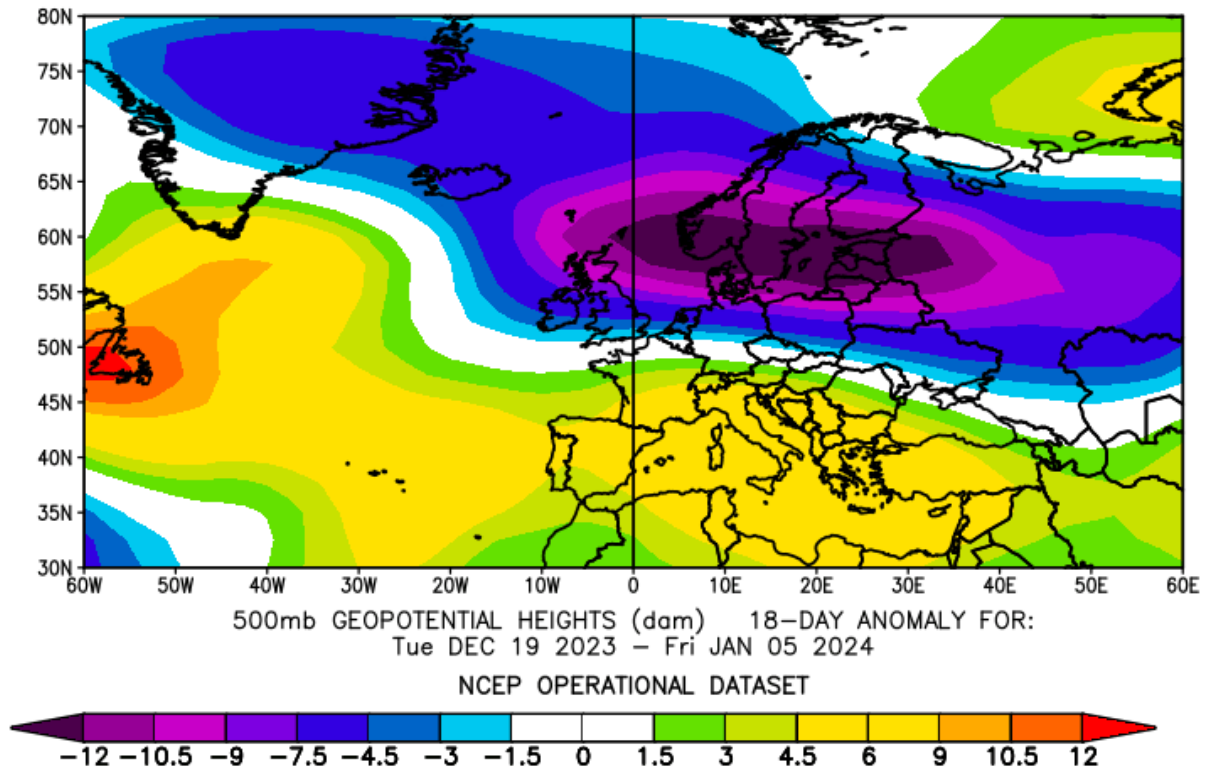 80N
75N
70N
65N
60N
55N
50N
45N
40N
35N
30N
60W 50W 40W 30W 20W 10W 0 10E 20E 30E 40E 50E 60E
500mb GEOPOTENTIAL HEIGHTS (dam) 18-DAY ANOMALY FOR:
Tue DEC 19 2023 - Fri JAN 05 2024
NCEP OPERATIONAL DATASET
-12 -10.5 -9 -7.5 -4.5 -3 -1.5 0 1.5 3 4.5 6 9 10.5 12